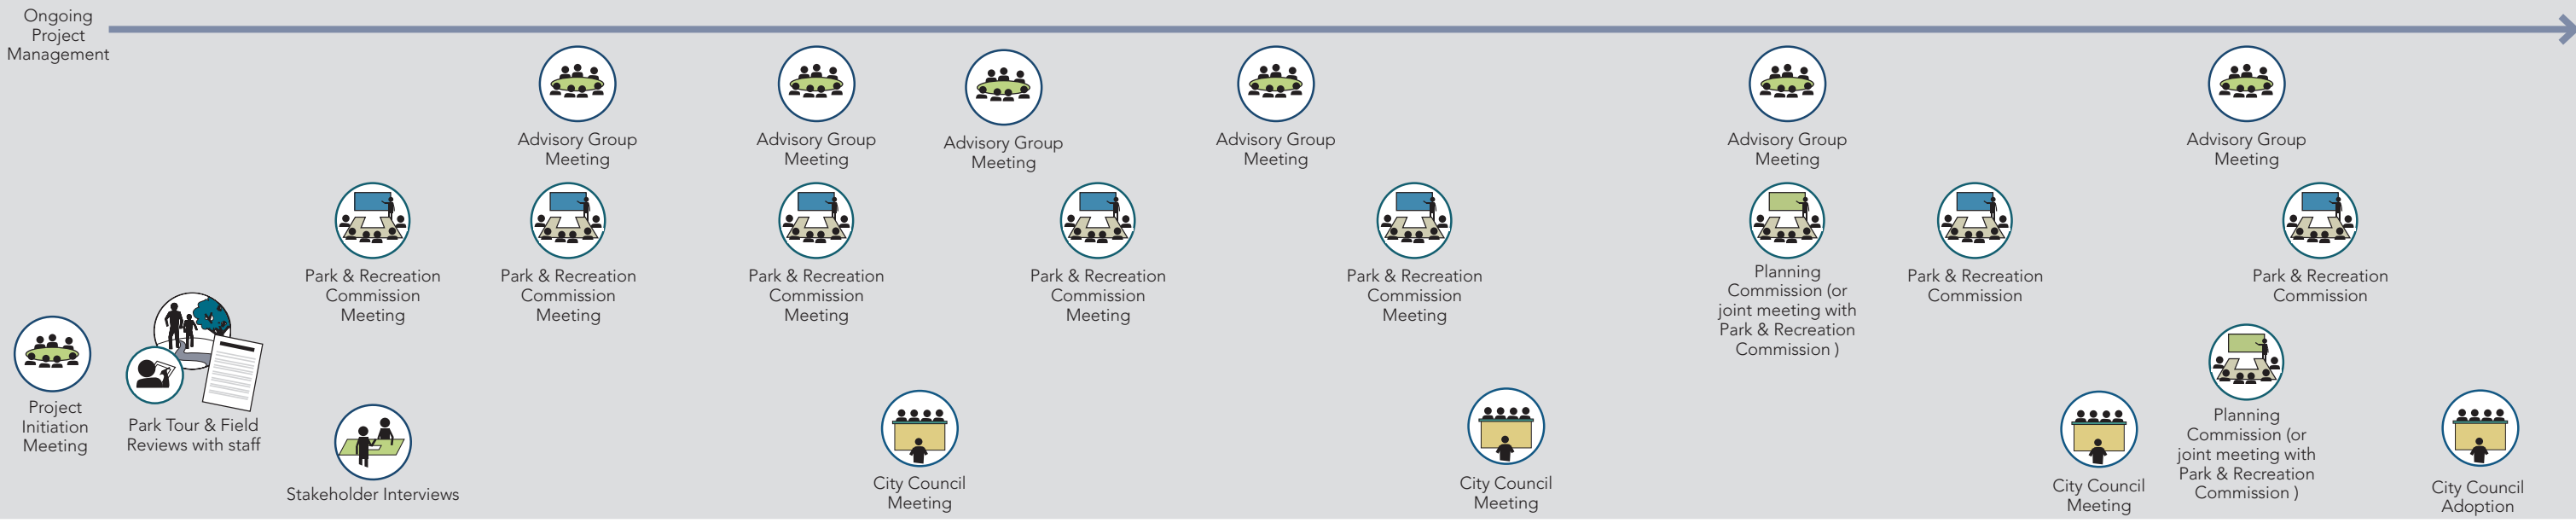 Ongoing
Project
Management
Advisory Group
Meeting
Advisory Group
Meeting
Advisory Group
Meeting
Advisory Group
Meeting
Advisory Group
Meeting
Advisory Group
Meeting
Park & Recreation
Commission
Meeting
Park & Recreation
Commission
Meeting
Park & Recreation
Commission
Meeting
Park & Recreation
Commission
Meeting
Park & Recreation
Commission
Meeting
Planning
Commission (or
joint meeting with
Park & Recreation
Commission )
Park & Recreation
Commission
Park & Recreation
Commission
Project
Initiation
Meeting
Park Tour & Field
Reviews with staff
Stakeholder Interviews
City Council
Meeting
City Council
Meeting
City Council
Meeting
Planning
Commission (or
joint meeting with
Park & Recreation
Commission )
City Council
Adoption